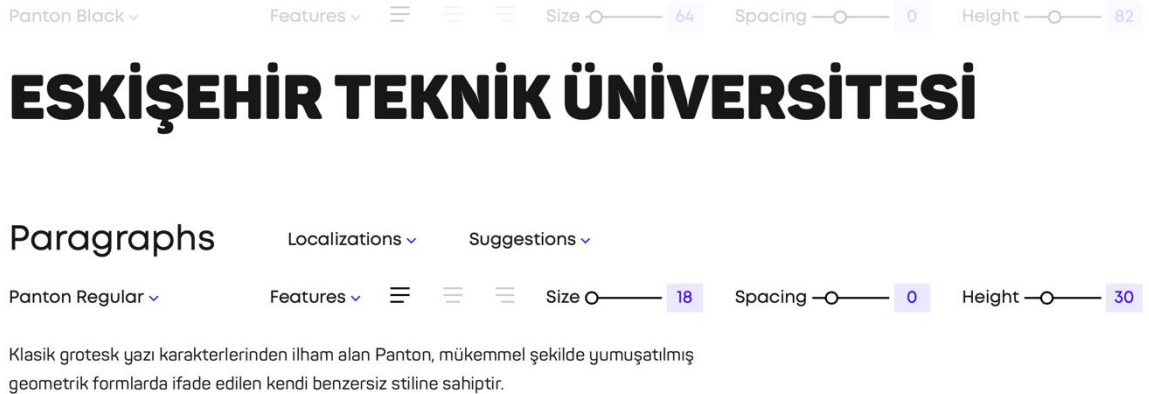 Panton Black Features Size 64 Spacing 0 Height 82
ESKİŞEHİR TEKNİK ÜNİVERSİTESİ
Paragraphs Localizations Suggestions
Panton Regular Features Size 18 Spacing 0 Height 30
Klasik grotesk yazı karakterlerinden ilham alan Panton, mükemmel şekilde yumuşatılmış
geometrik formlarda ifade edilen kendi benzersiz stiline sahiptir.